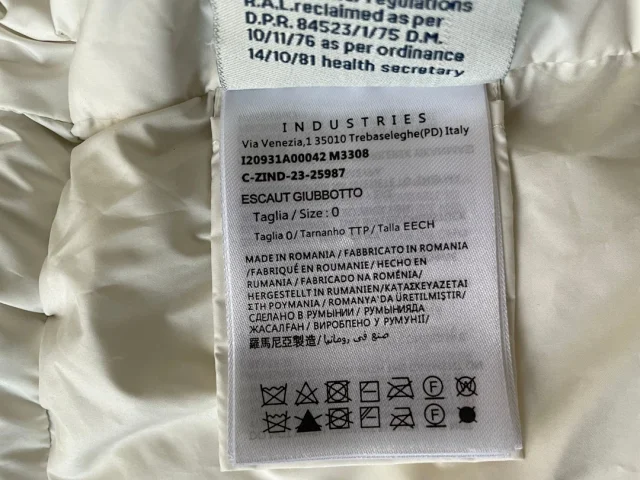 regulations
R.A.L.reclaimed as per
D.P.R. 84523/1/75 D.M.
10/11/76 as per ordinance
14/10/81 health secretary
INDUSTRIES
Via Venezia,1 35010 Trebaseleghe(PD) Italy
I20931A00042 M3308
C-ZIND-23-25987
ESCAUT GIUBBOTTO
Taglia / Size : 0
Taglia 0/ Tarnanho TTP/ Talla EECH
MADE IN ROMANIA / FABBRICATO IN ROMANIA
/FABRIQUÉ EN ROUMANIE/ HECHO EN
RUMANIA / FABRICADO NA ROMÉNIA/
HERGESTELLT IN RUMÄNIEN/ΚΑΤΑΣΚΕΥΑΖΕΤΑΙ
ΣΤΗ ΡΟΥΜΑΝΙΑ / ROMANYA'DA ÜRETILMIŞTIR/
СДЕЛАНО В РУМЫНИИ / РУМЫНИЯДА
ЖАСАЛҒАН / ВИРОБЛЕНО У РУМУНІЇ/
羅馬尼亞製造/ صنع في رومانيا/